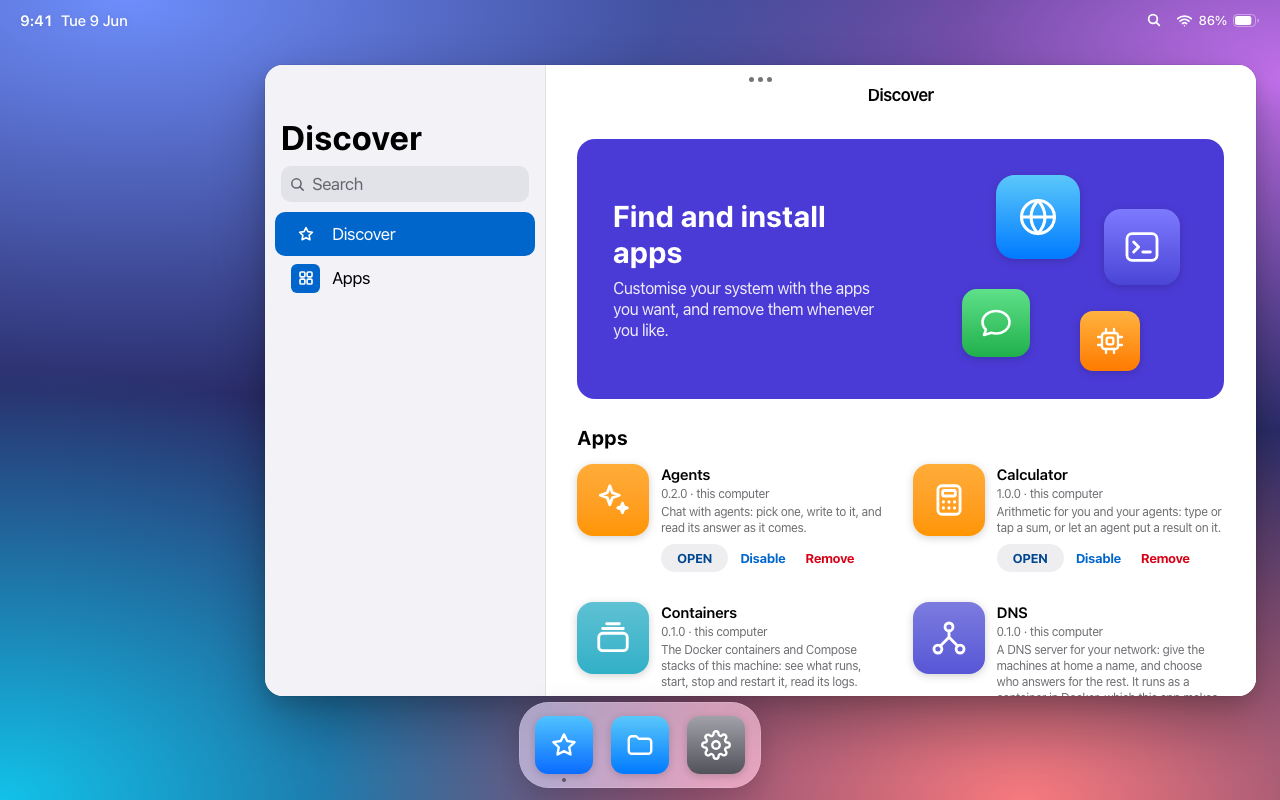 9:41 Tue 9 Jun
86%
Discover
Search
Discover
Apps
Discover
Find and install
apps
Customise your system with the apps
you want, and remove them whenever
you like.
Apps
Agents
0.2.0 · this computer
Chat with agents: pick one, write to it, and
read its answer as it comes.
OPEN Disable Remove
Calculator
1.0.0 · this computer
Arithmetic for you and your agents: type or
tap a sum, or let an agent put a result on it.
OPEN Disable Remove
Containers
0.1.0 · this computer
The Docker containers and Compose
stacks of this machine: see what runs,
start, stop and restart it, read its logs.
DNS
0.1.0 · this computer
A DNS server for your network: give the
machines at home a name, and choose
who answers for the rest. It runs as a
container in Docker, which this app makes